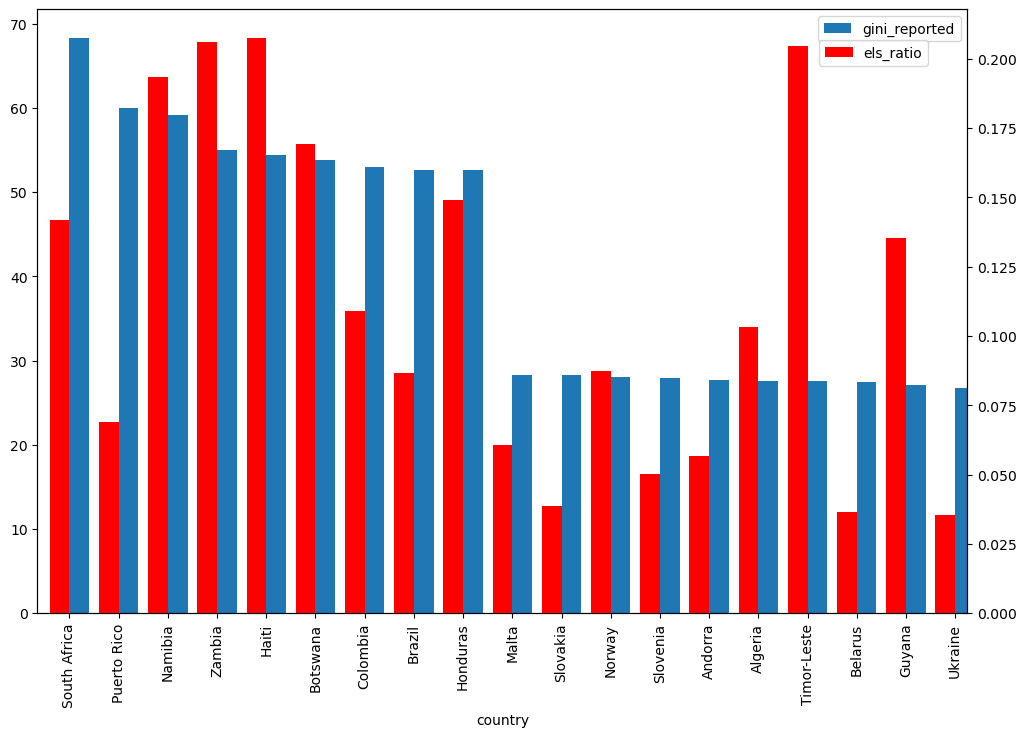 70
60
50
40
30
20
10
0
gini_reported
els_ratio
0.200
0.175
0.150
0.125
0.100
0.075
0.050
0.025
0.000
South Africa
Puerto Rico
Namibia
Zambia
Haiti
Botswana
Colombia
Brazil
Honduras
Malta
Slovakia
Norway
Slovenia
Andorra
Algeria
Timor-Leste
Belarus
Guyana
Ukraine
country